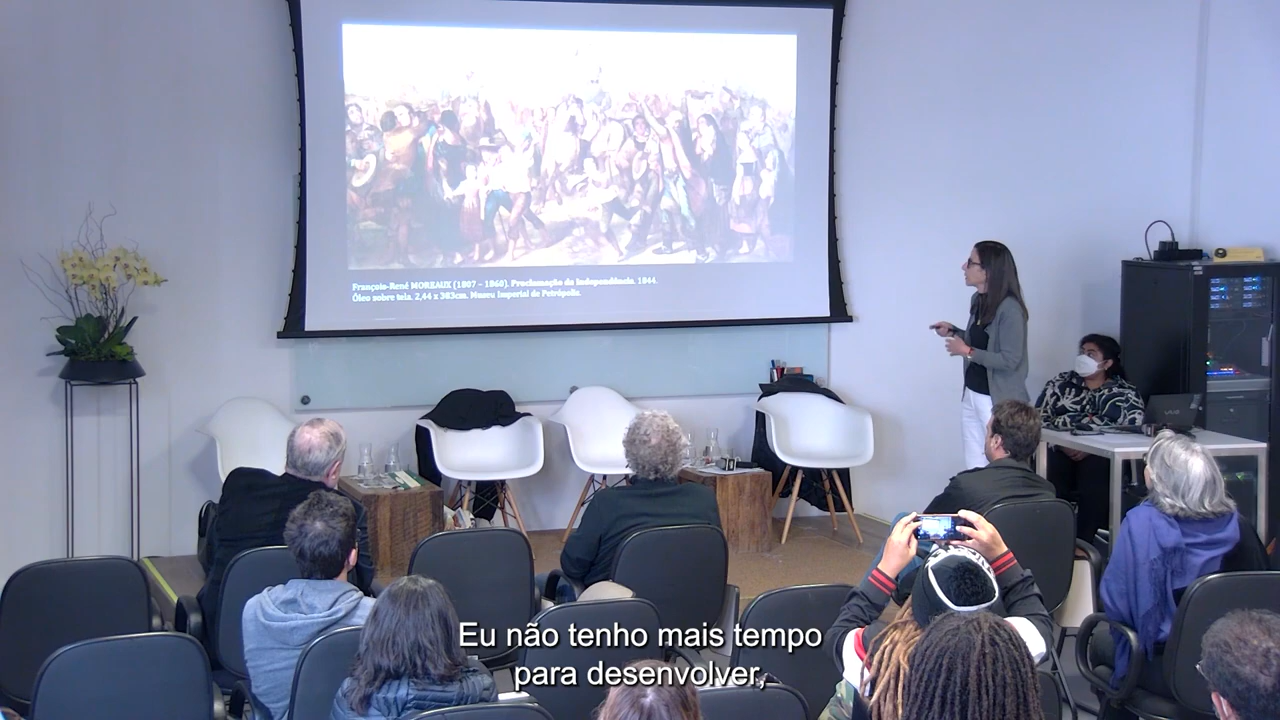 François-René MOREAUX (1807 – 1860). Proclamação da Independência. 1844.
Óleo sobre tela. 2,44 x 383cm. Museu Imperial de Petrópolis.
Eu não tenho mais tempo
para desenvolver,